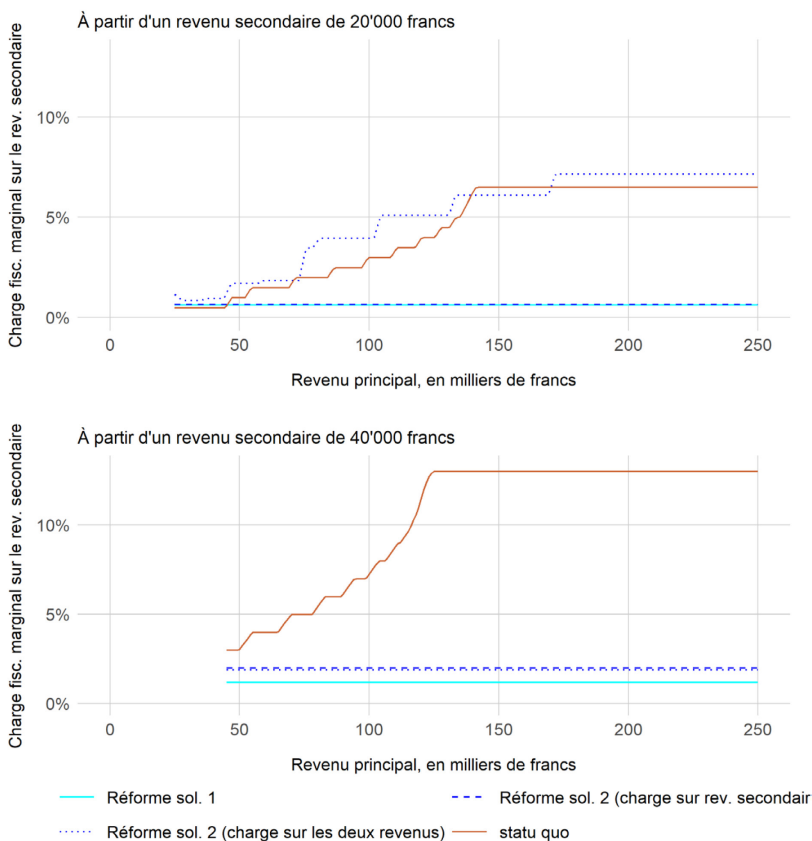 À partir d'un revenu secondaire de 20'000 francs
Charge fisc. marginal sur le rev. secondaire
10%
5%
0%
0 50 100 150 200 250
Revenu principal, en milliers de francs
À partir d'un revenu secondaire de 40'000 francs
Charge fisc. marginal sur le rev. secondaire
10%
5%
0%
0 50 100 150 200 250
Revenu principal, en milliers de francs
Réforme sol. 1
Réforme sol. 2 (charge sur rev. secondair
Réforme sol. 2 (charge sur les deux revenus)
statu quo